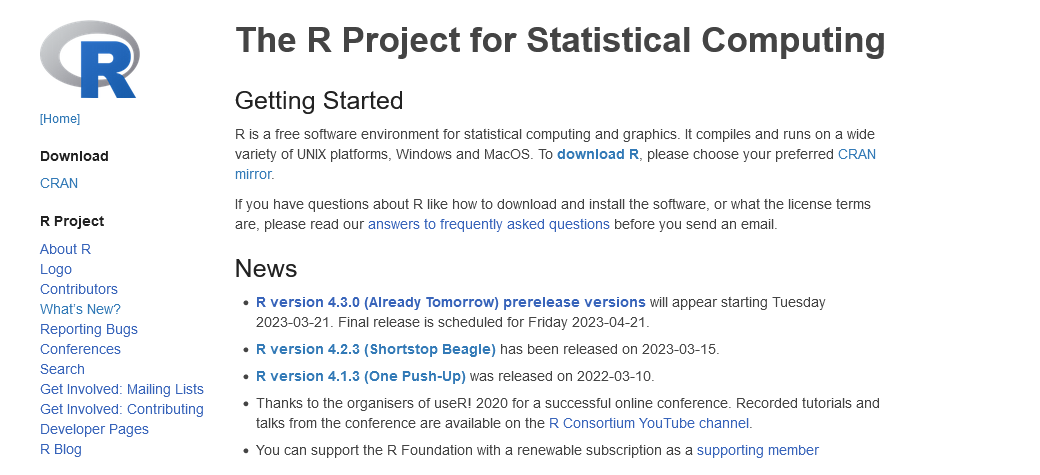 R
[Home]
Download
CRAN
R Project
About R
Logo
Contributors
What's New?
Reporting Bugs
Conferences
Search
Get Involved: Mailing Lists
Get Involved: Contributing
Developer Pages
R Blog
The R Project for Statistical Computing
Getting Started
R is a free software environment for statistical computing and graphics. It compiles and runs on a wide
variety of UNIX platforms, Windows and MacOS. To download R, please choose your preferred CRAN
mirror.
If you have questions about R like how to download and install the software, or what the license terms
are, please read our answers to frequently asked questions before you send an email.
News
• R version 4.3.0 (Already Tomorrow) prerelease versions will appear starting Tuesday
2023-03-21. Final release is scheduled for Friday 2023-04-21.
• R version 4.2.3 (Shortstop Beagle) has been released on 2023-03-15.
• R version 4.1.3 (One Push-Up) was released on 2022-03-10.
• Thanks to the organisers of useR! 2020 for a successful online conference. Recorded tutorials and
talks from the conference are available on the R Consortium YouTube channel.
• You can support the R Foundation with a renewable subscription as a supporting member